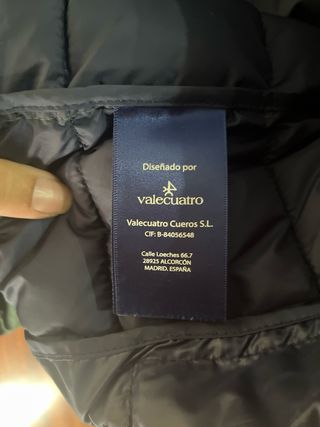 Diseñado por
valecuatro
Valecuatro Cueros S.L.
CIF: B-84056548
Calle Loeches 66.7
28925 ALCORCÓN
MADRID. ESPAÑA